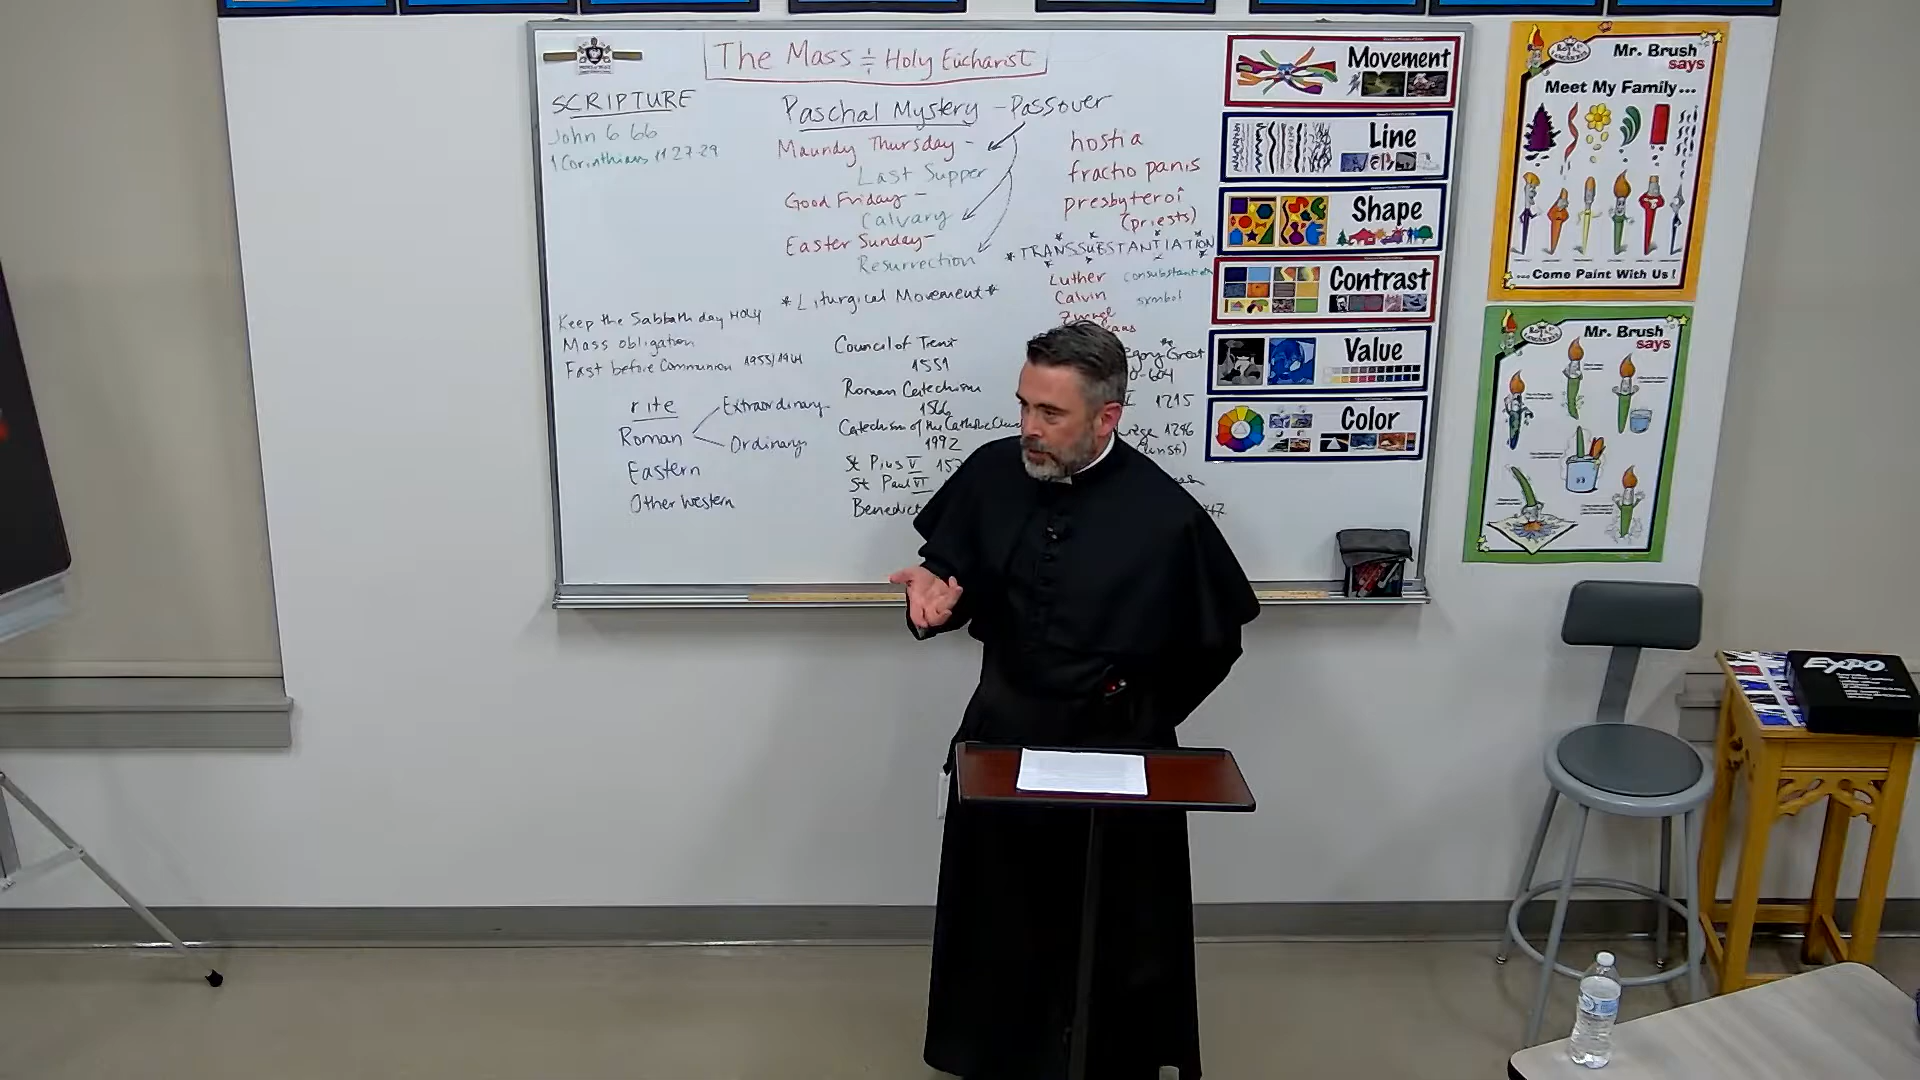 The Mass & Holy Eucharist
SCRIPTURE
John 6 66
1 Corinthians 11 27-29
Keep the Sabbath day HOLY
Mass obligation
Fast before Communion 1955/1964
rite
Roman
Extraordinary
Ordinary
Eastern
Other Western
Paschal Mystery - Passover
Maundy Thursday -
Last Supper
Good Friday -
Calvary
Easter Sunday -
Resurrection
* Liturgical Movement *
Council of Trent
1551
Roman Catechism
1566
Catechism of the Catholic
1992
St Pius V 157
St Paul VI
Benedict
hostia
fractio panis
presbyteroi
(priests)
* TRANSSUBSTANTIATION
Luther consubstantiation
Calvin symbol
Great
604
1215
1246
Movement
Line
Shape
Contrast
Value
Color
Mr. Brush
says
Meet My Family...
...Come Paint With Us!
Mr. Brush
says
EXPO